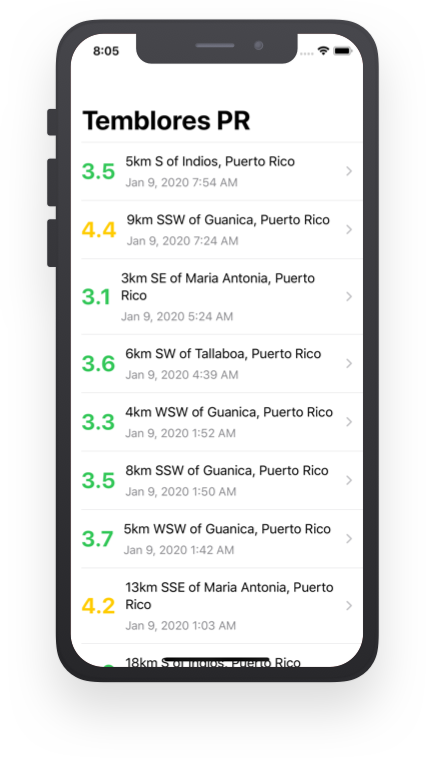 8:05
Temblores PR
3.5
5km S of Indios, Puerto Rico
Jan 9, 2020 7:54 AM
4.4
9km SSW of Guanica, Puerto Rico
Jan 9, 2020 7:24 AM
3.1
3km SE of Maria Antonia, Puerto
Rico
Jan 9, 2020 5:24 AM
3.6
6km SW of Tallaboa, Puerto Rico
Jan 9, 2020 4:39 AM
3.3
4km WSW of Guanica, Puerto Rico
Jan 9, 2020 1:52 AM
3.5
8km SSW of Guanica, Puerto Rico
Jan 9, 2020 1:50 AM
3.7
5km WSW of Guanica, Puerto Rico
Jan 9, 2020 1:42 AM
4.2
13km SSE of Maria Antonia, Puerto
Rico
Jan 9, 2020 1:03 AM
18km S of Indios, Puerto Rico